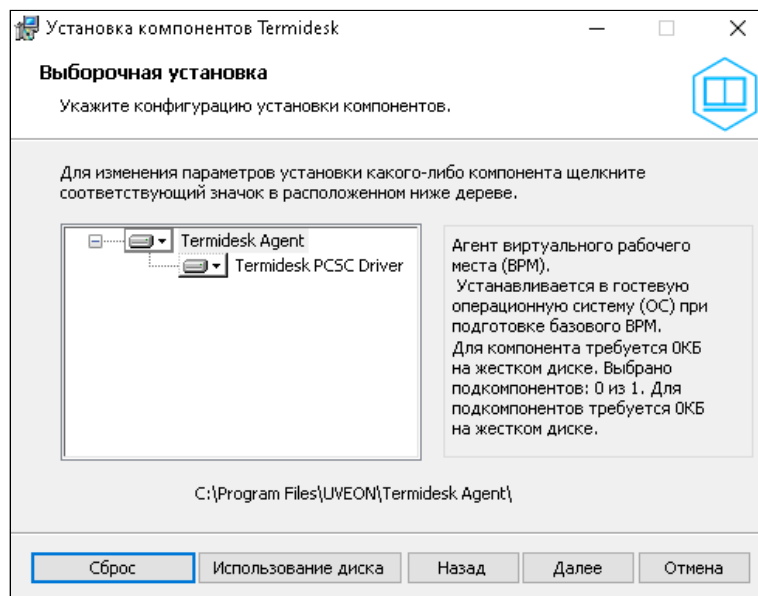 Установка компонентов Termidesk
Выборочная установка
Укажите конфигурацию установки компонентов.
Для изменения параметров установки какого-либо компонента щелкните
соответствующий значок в расположенном ниже дереве.
Termidesk Agent
Termidesk PCSC Driver
Агент виртуального рабочего
места (ВРМ).
Устанавливается в гостевую
операционную систему (ОС) при
подготовке базового ВРМ.
Для компонента требуется 0КБ
на жестком диске. Выбрано
подкомпонентов: 0 из 1. Для
подкомпонентов требуется 0КБ
на жестком диске.
C:\Program Files\UVEON\Termidesk Agent\
Сброс
Использование диска
Назад
Далее
Отмена